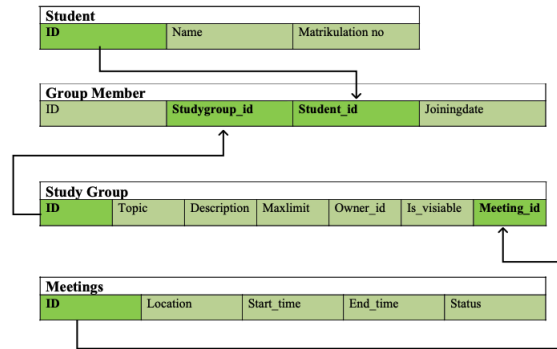 Student
ID Name Matrikulation no
Group Member
ID Studygroup_id Student_id Joiningdate
Study Group
ID Topic Description Maxlimit Owner_id Is_visiable Meeting_id
Meetings
ID Location Start_time End_time Status